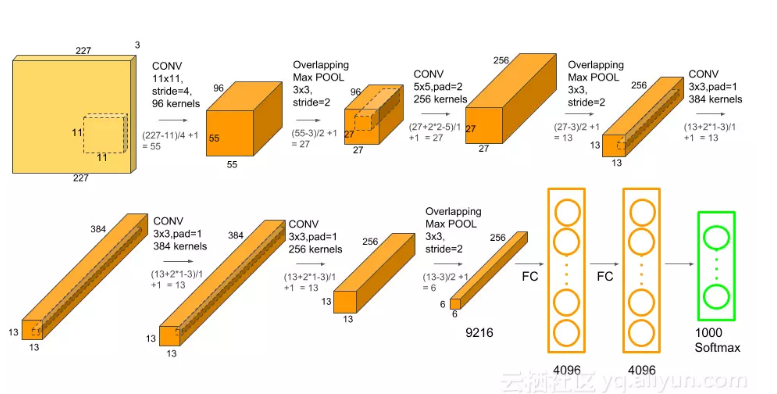 227
3
CONV
11x11,
stride=4,
96 kernels
(227-11)/4 +1
= 55
11
11
227
96
55
55
Overlapping
Max POOL
3x3,
stride=2
(55-3)/2 +1
= 27
96
27
27
CONV
5x5,pad=2
256 kernels
(27+2*2-5)/1
+1 = 27
256
27
27
Overlapping
Max POOL
3x3,
stride=2
(27-3)/2 +1
= 13
256
13
13
CONV
3x3,pad=1
384 kernels
(13+2*1-3)/1
+1 = 13
384
13
13
CONV
3x3,pad=1
384 kernels
(13+2*1-3)/1
+1 = 13
384
13
13
CONV
3x3,pad=1
256 kernels
(13+2*1-3)/1
+1 = 13
256
13
13
Overlapping
Max POOL
3x3,
stride=2
(13-3)/2 +1
= 6
256
6
6
9216
FC
4096
FC
4096
1000
Softmax
云栖社区 yq.aliyun.com